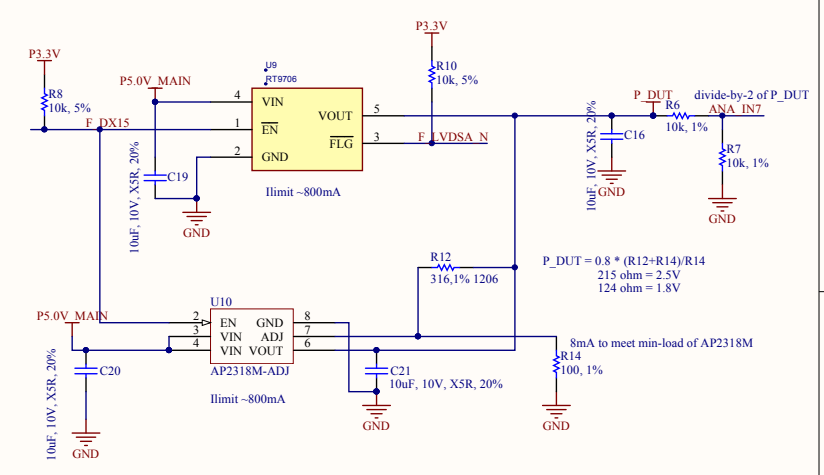 P3.3V
R8
10k, 5%
P5.0V_MAIN
U9
RT9706
4
VIN
1
EN
2
GND
VOUT
5
FLG
3
Ilimit ~800mA
F_DX15
C19
10uF, 10V, X5R, 20%
GND
P3.3V
R10
10k, 5%
F_LVDSA_N
P_DUT
C16
10uF, 10V, X5R, 20%
GND
R6
10k, 1%
divide-by-2 of P_DUT
ANA_IN7
R7
10k, 1%
GND
R12
316,1% 1206
P_DUT = 0.8 * (R12+R14)/R14
215 ohm = 2.5V
124 ohm = 1.8V
P5.0V_MAIN
C20
10uF, 10V, X5R, 20%
GND
U10
2
EN
3
VIN
4
VIN
GND
8
ADJ
7
VOUT
6
AP2318M-ADJ
Ilimit ~800mA
C21
10uF, 10V, X5R, 20%
GND
8mA to meet min-load of AP2318M
R14
100, 1%
GND